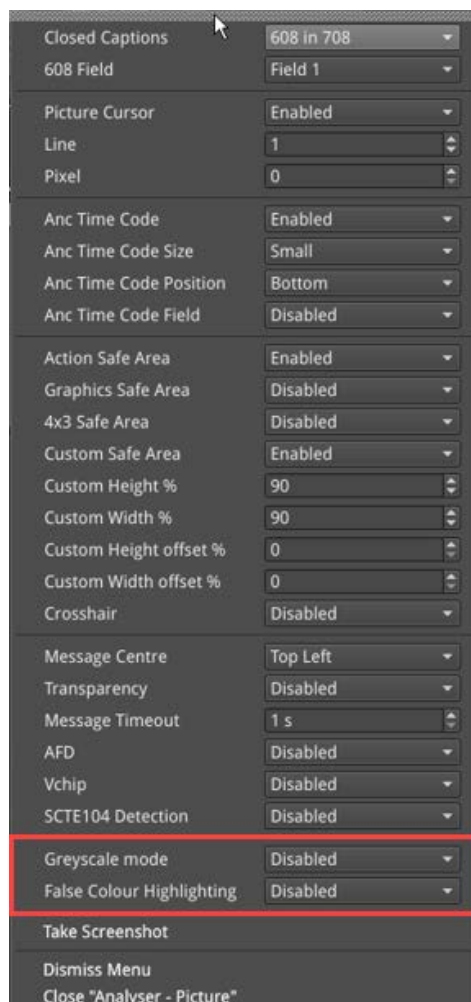 Closed Captions 608 in 708
608 Field Field 1
Picture Cursor Enabled
Line 1
Pixel 0
Anc Time Code Enabled
Anc Time Code Size Small
Anc Time Code Position Bottom
Anc Time Code Field Disabled
Action Safe Area Enabled
Graphics Safe Area Disabled
4x3 Safe Area Disabled
Custom Safe Area Enabled
Custom Height % 90
Custom Width % 90
Custom Height offset % 0
Custom Width offset % 0
Crosshair Disabled
Message Centre Top Left
Transparency Disabled
Message Timeout 1 s
AFD Disabled
Vchip Disabled
SCTE104 Detection Disabled
Greyscale mode Disabled
False Colour Highlighting Disabled
Take Screenshot
Dismiss Menu
Close "Analyser - Picture"